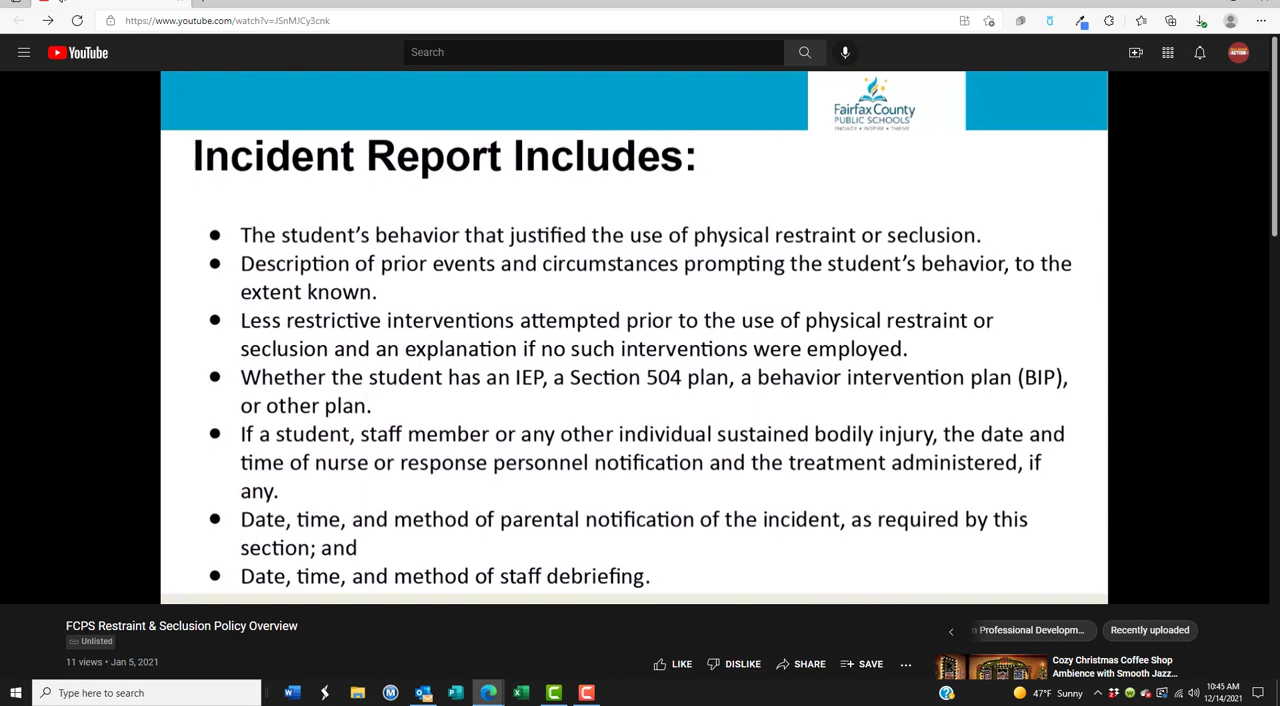 https://www.youtube.com/watch?v=JSnMJCy3cnk
YouTube
Search
ACTION
Fairfax County
PUBLIC SCHOOLS
ENGAGE • INSPIRE • THRIVE
Incident Report Includes:
● The student's behavior that justified the use of physical restraint or seclusion.
● Description of prior events and circumstances prompting the student's behavior, to the
extent known.
● Less restrictive interventions attempted prior to the use of physical restraint or
seclusion and an explanation if no such interventions were employed.
● Whether the student has an IEP, a Section 504 plan, a behavior intervention plan (BIP),
or other plan.
● If a student, staff member or any other individual sustained bodily injury, the date and
time of nurse or response personnel notification and the treatment administered, if
any.
● Date, time, and method of parental notification of the incident, as required by this
section; and
● Date, time, and method of staff debriefing.
FCPS Restraint & Seclusion Policy Overview
Unlisted
11 views • Jan 5, 2021
LIKE DISLIKE SHARE SAVE
Professional Developm... Recently uploaded
Cozy Christmas Coffee Shop
Ambience with Smooth Jazz...
Type here to search
47°F Sunny
10:45 AM
12/14/2021